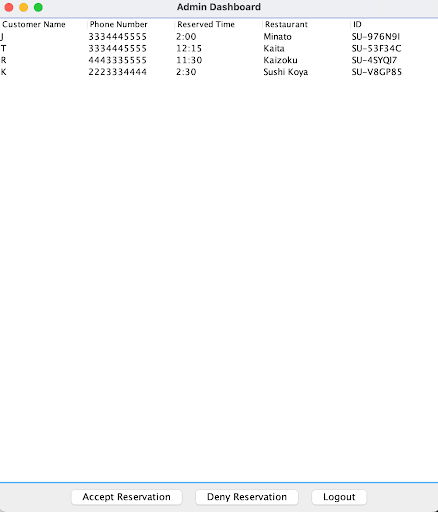 Admin Dashboard
Customer Name Phone Number Reserved Time Restaurant ID
J 3334445555 2:00 Minato SU-976N9I
T 3334445555 12:15 Kaita SU-53F34C
R 4443335555 11:30 Kaizoku SU-4SYQI7
K 2223334444 2:30 Sushi Koya SU-V8GP85
Accept Reservation Deny Reservation Logout